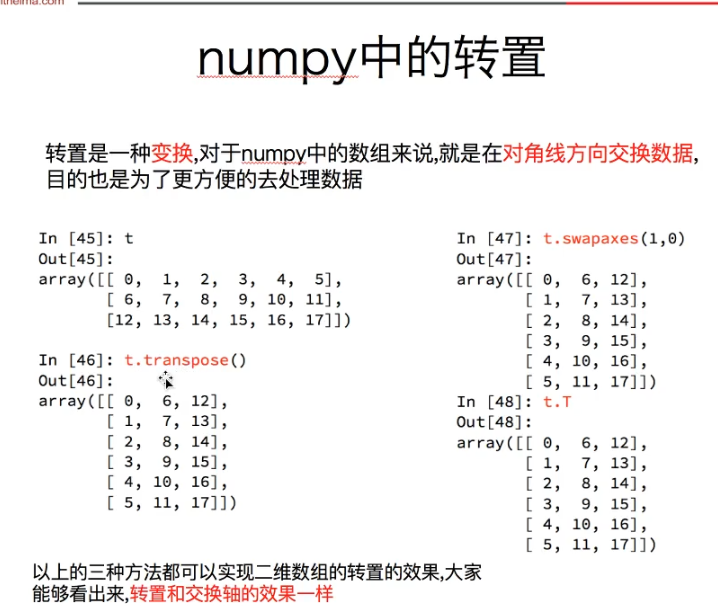 itheima.com
numpy中的转置
转置是一种变换,对于numpy中的数组来说,就是在对角线方向交换数据,
目的也是为了更方便的去处理数据
In [45]: t
Out[45]:
array([[ 0,  1,  2,  3,  4,  5],
       [ 6,  7,  8,  9, 10, 11],
       [12, 13, 14, 15, 16, 17]])
In [46]: t.transpose()
Out[46]:
array([[ 0,  6, 12],
       [ 1,  7, 13],
       [ 2,  8, 14],
       [ 3,  9, 15],
       [ 4, 10, 16],
       [ 5, 11, 17]])
In [47]: t.swapaxes(1,0)
Out[47]:
array([[ 0,  6, 12],
       [ 1,  7, 13],
       [ 2,  8, 14],
       [ 3,  9, 15],
       [ 4, 10, 16],
       [ 5, 11, 17]])
In [48]: t.T
Out[48]:
array([[ 0,  6, 12],
       [ 1,  7, 13],
       [ 2,  8, 14],
       [ 3,  9, 15],
       [ 4, 10, 16],
       [ 5, 11, 17]])
以上的三种方法都可以实现二维数组的转置的效果,大家
能够看出来,转置和交换轴的效果一样